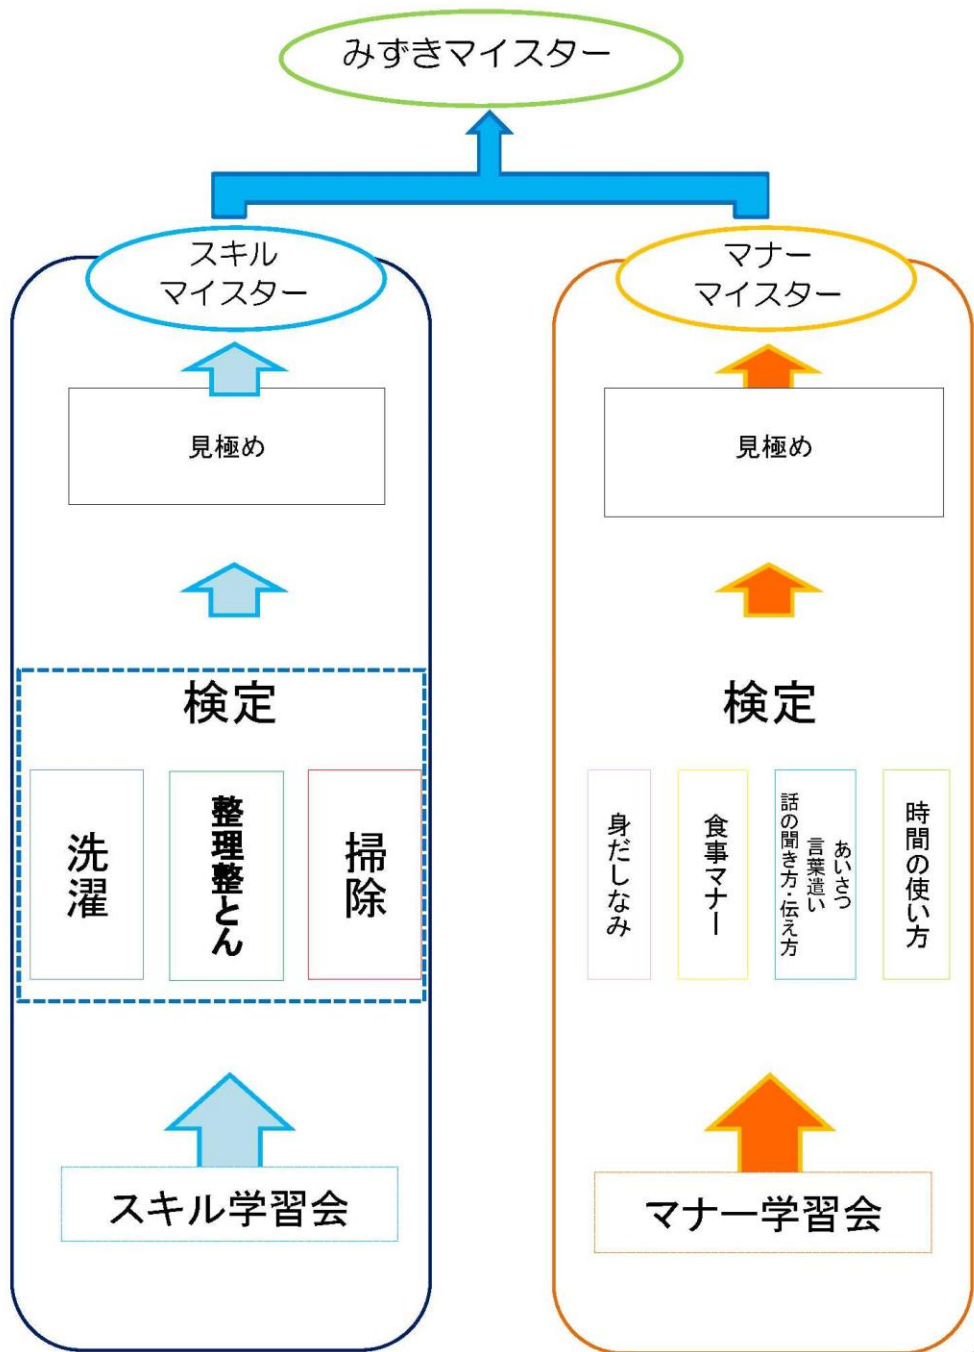 みずきマイスター
スキル
マイスター
見極め
検定
洗濯
整理整とん
掃除
スキル学習会
マナー
マイスター
見極め
検定
身だしなみ
食事マナー
あいさつ
言葉遣い
話の聞き方・伝え方
時間の使い方
マナー学習会